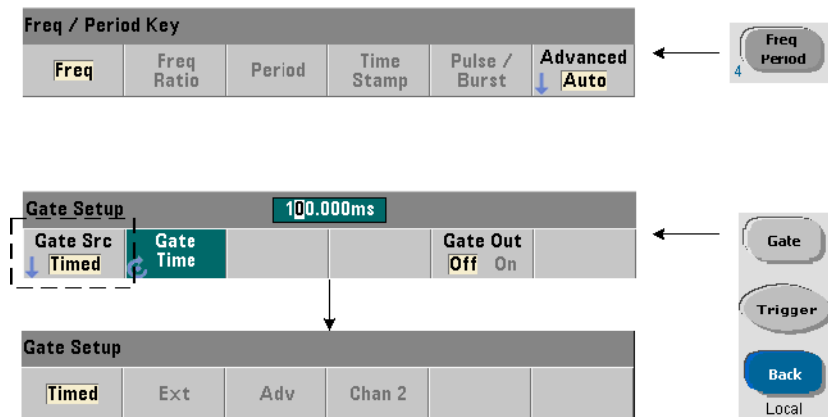 Freq / Period Key
Freq
Freq Ratio
Period
Time Stamp
Pulse / Burst
Advanced
Auto
Freq Period
4
Gate Setup
100.000ms
Gate Src
Timed
Gate Time
Gate Out
Off On
Gate
Trigger
Gate Setup
Timed
Ext
Adv
Chan 2
Back
Local